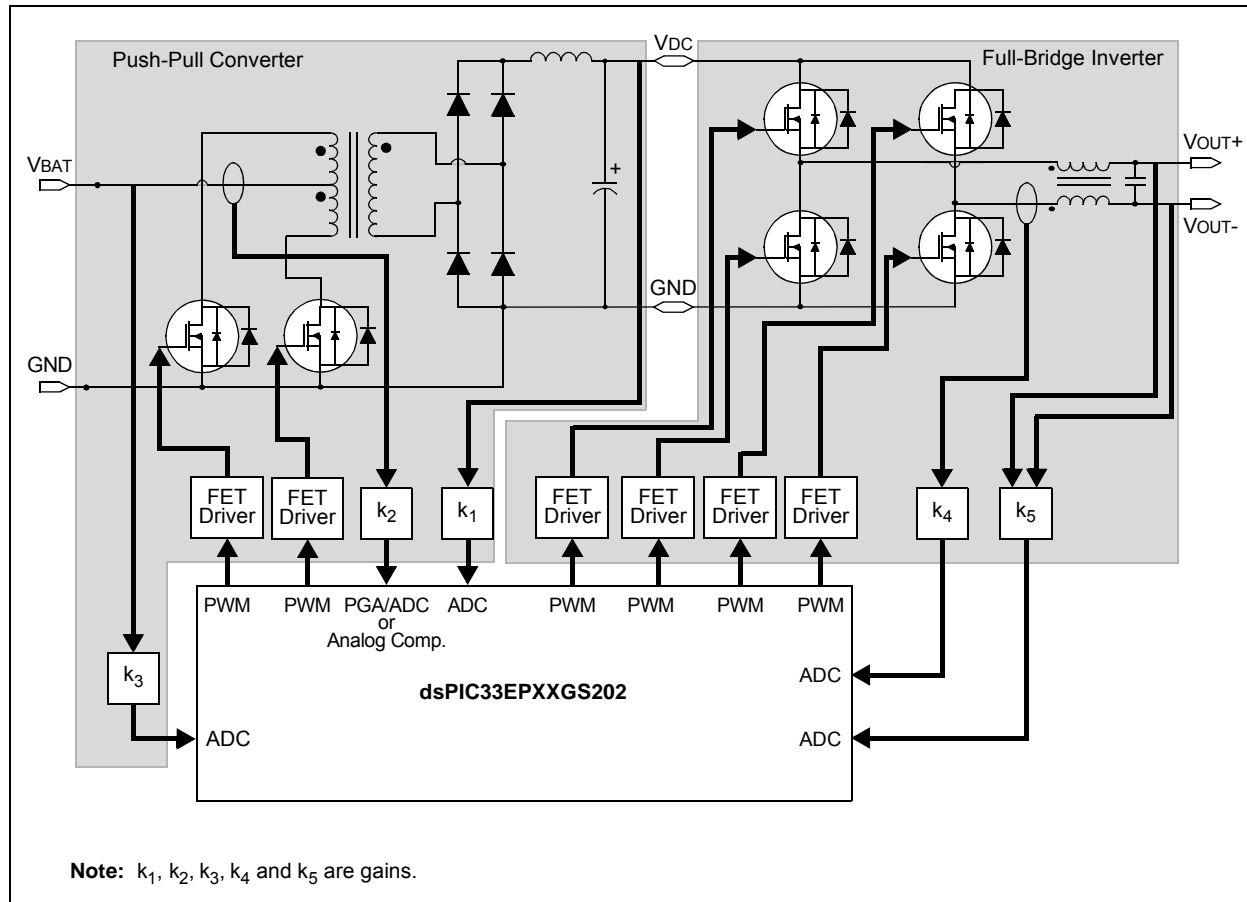 Push-Pull Converter
VDC
Full-Bridge Inverter
VBAT
+
VOUT+
VOUT-
GND
GND
FET
Driver
FET
Driver
k2
k1
FET
Driver
FET
Driver
FET
Driver
FET
Driver
k4
k5
PWM
PWM
PGA/ADC
or
Analog Comp.
ADC
PWM
PWM
PWM
PWM
k3
ADC
dsPIC33EPXXGS202
ADC
ADC
Note: k1, k2, k3, k4 and k5 are gains.